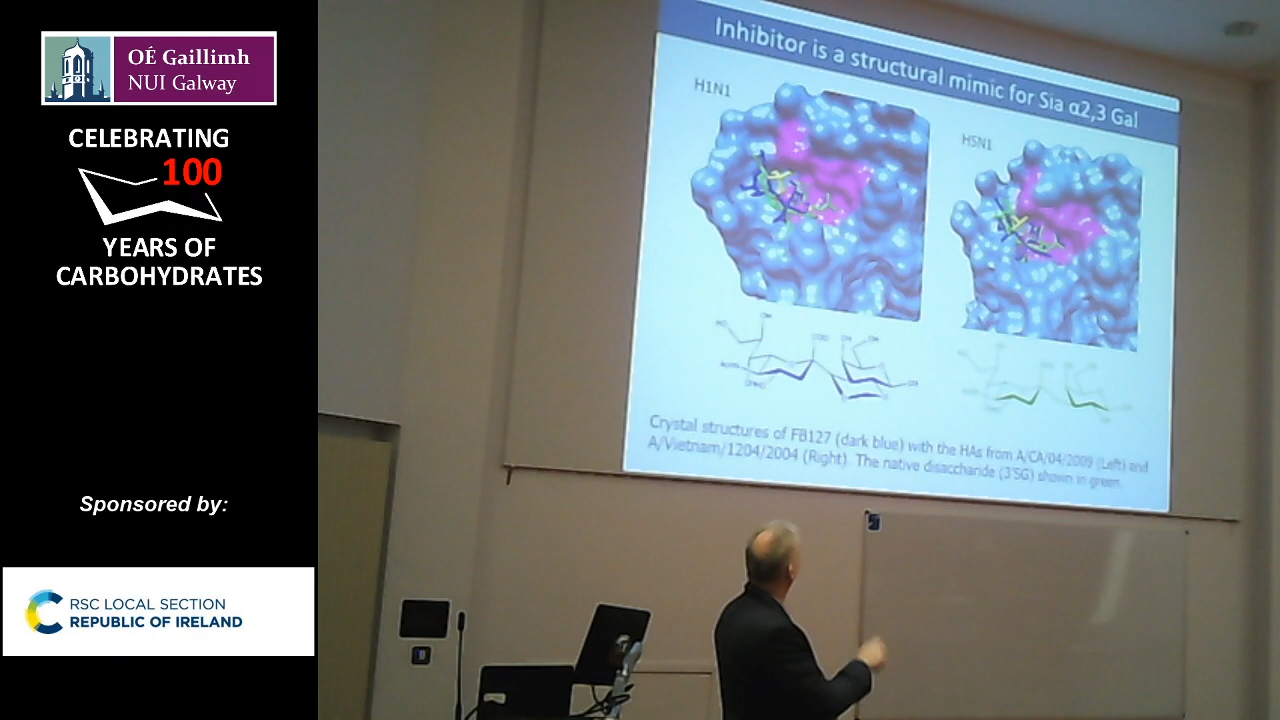 OÉ Gaillimh
NUI Galway
CELEBRATING
100
YEARS OF
CARBOHYDRATES
Sponsored by:
RSC LOCAL SECTION
REPUBLIC OF IRELAND
Inhibitor is a structural mimic for Sia α2,3 Gal
H1N1
H5N1
Crystal structures of FB127 (dark blue) with the HAs from A/CA/04/2009 (Left) and
A/Vietnam/1204/2004 (Right). The native disaccharide (3'SG) shown in green